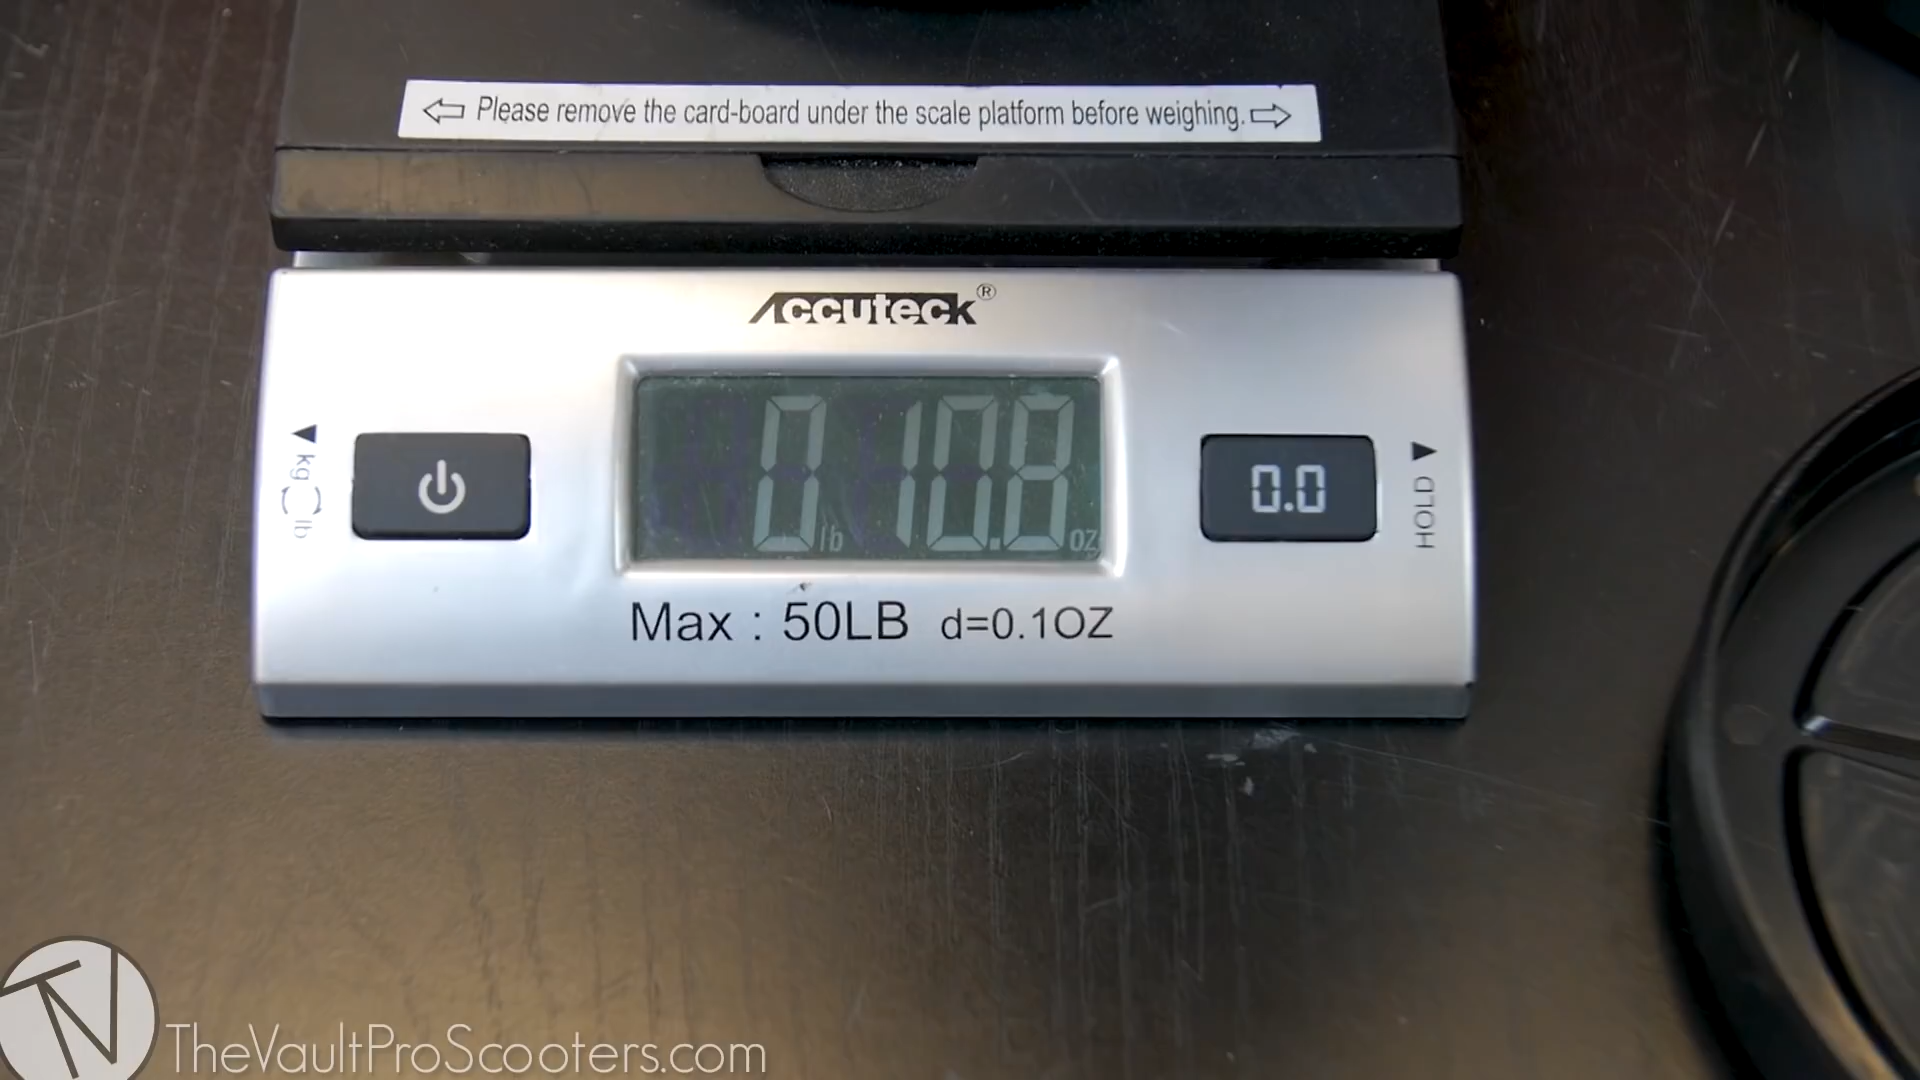 Please remove the card-board under the scale platform before weighing.
Accuteck®
kg lb
0 lb 10.8 oz
0.0
HOLD
Max : 50LB d=0.1OZ
TN
TheVaultProScooters.com